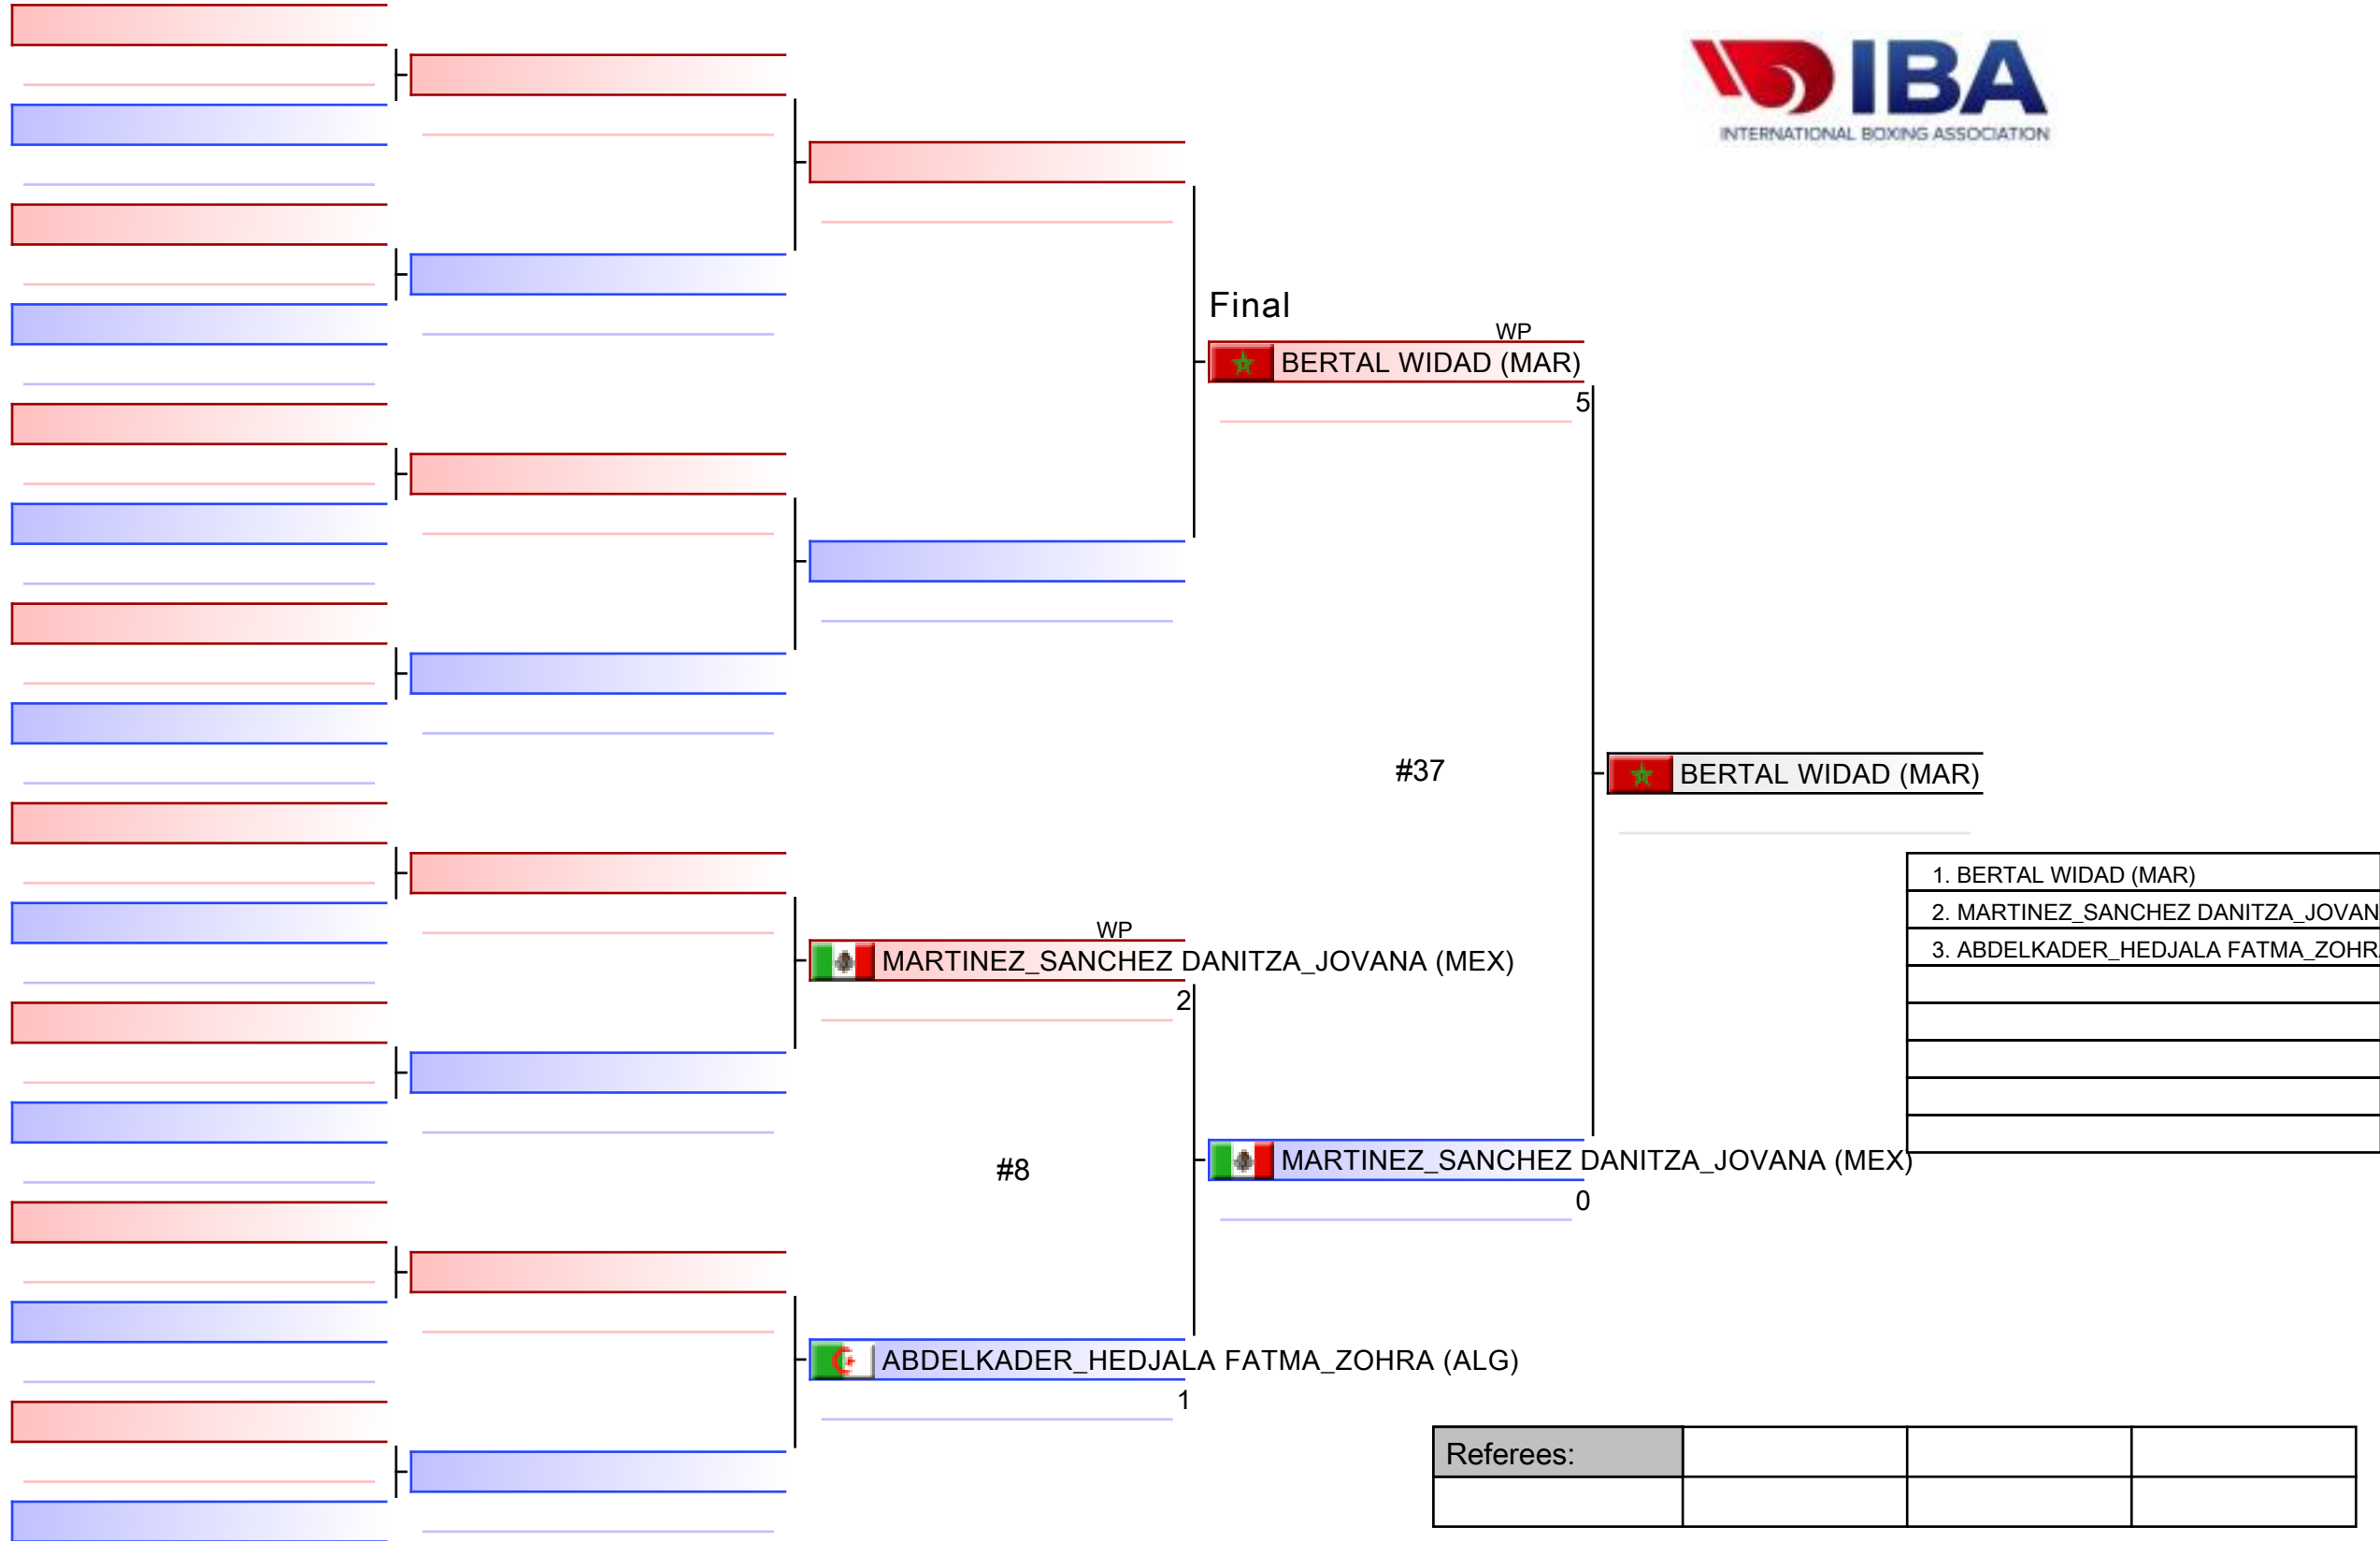 IBA
INTERNATIONAL BOXING ASSOCIATION
Final
WP
BERTAL WIDAD (MAR)
5
#37
BERTAL WIDAD (MAR)
1. BERTAL WIDAD (MAR)
2. MARTINEZ_SANCHEZ DANITZA_JOVAN
3. ABDELKADER_HEDJALA FATMA_ZOHRA
WP
MARTINEZ_SANCHEZ DANITZA_JOVANA (MEX)
2
#8
MARTINEZ_SANCHEZ DANITZA_JOVANA (MEX)
0
ABDELKADER_HEDJALA FATMA_ZOHRA (ALG)
1
Referees: